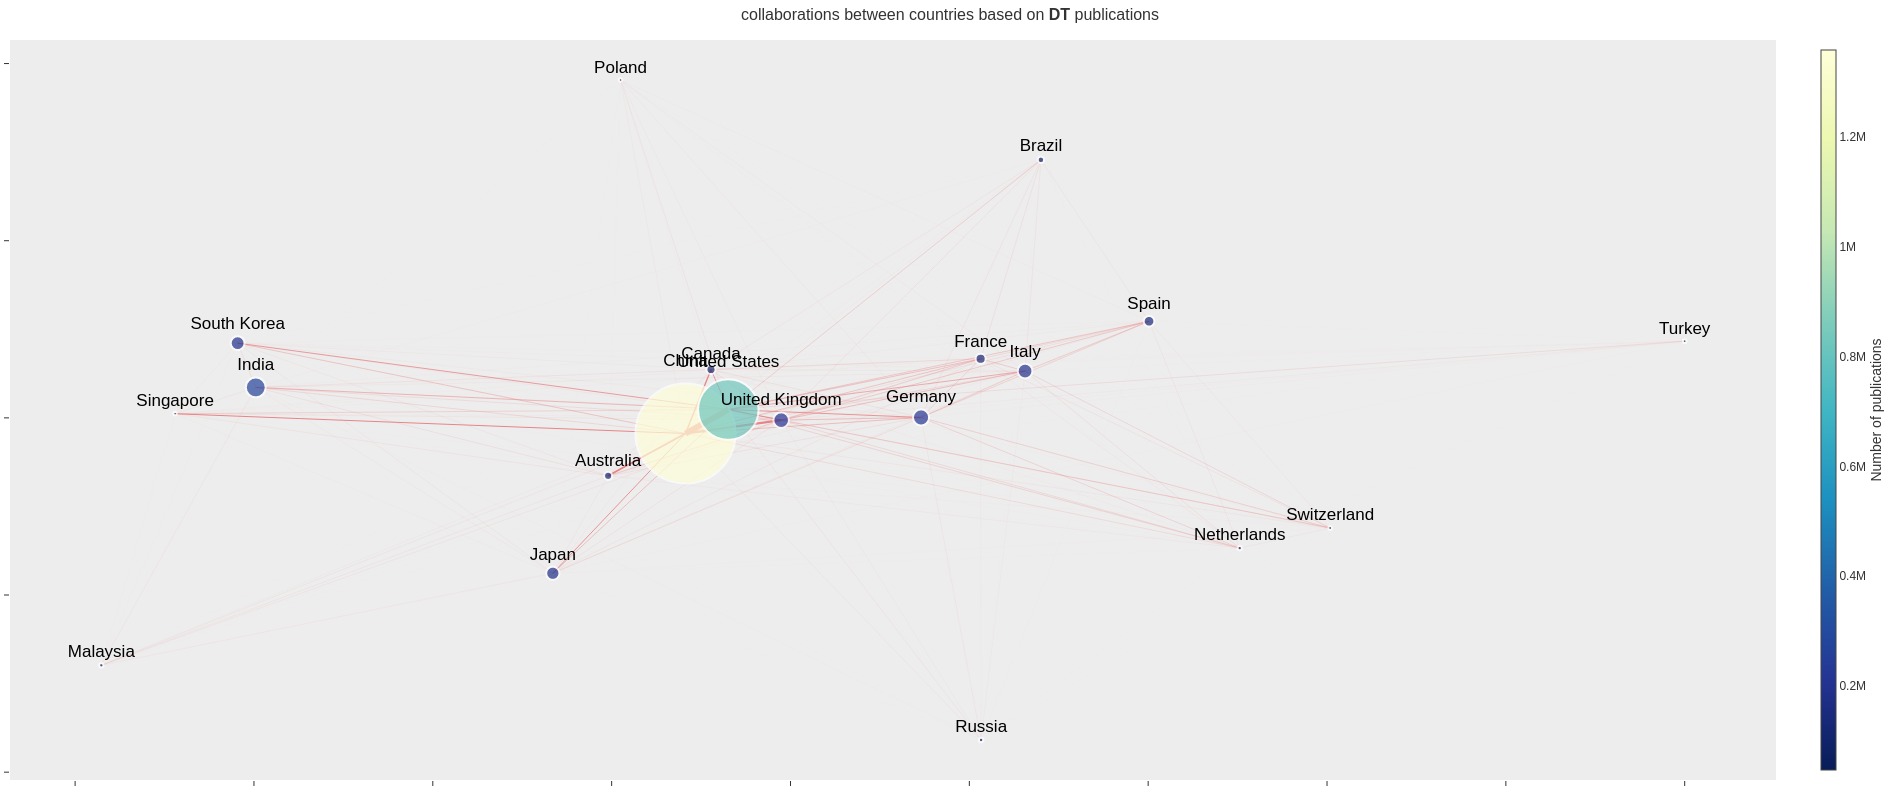 collaborations between countries based on DT publications
Poland
Brazil
Spain
South Korea
Turkey
France
Italy
Canada
China
United States
India
Singapore
United Kingdom
Germany
Australia
Switzerland
Netherlands
Japan
Malaysia
Russia
1.2M
1M
0.8M
0.6M
0.4M
0.2M
Number of publications